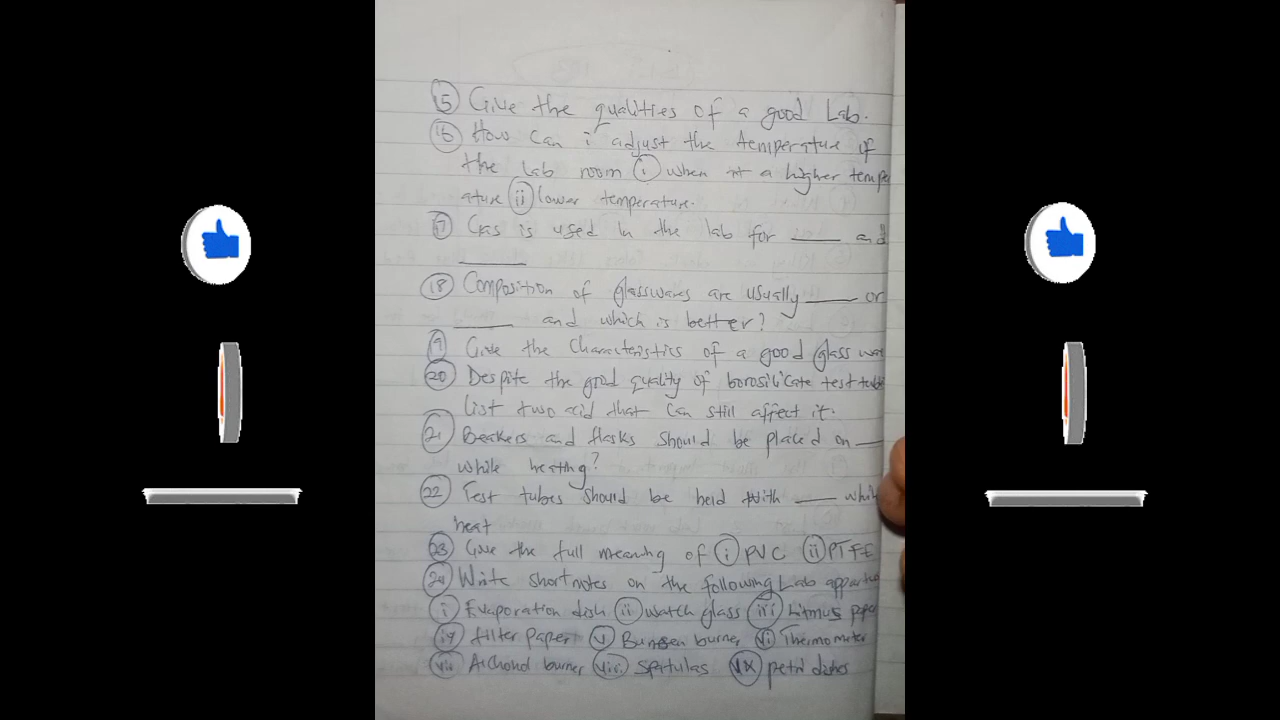 15 Give the qualities of a good Lab.
16 How can i adjust the temperature of
the Lab room (i) when at a higher temper
ature (ii) lower temperature.
17 Gas is used in the lab for ____ and
____
18 Composition of glasswares are usually ____ or
____ and which is better?
19 Give the characteristics of a good glass war
20 Despite the good quality of borosilicate test tube
list two acid that can still affect it.
21 Beakers and flasks should be placed on ____
while heating?
22 Test tubes should be held with ____ while
heat
23 Give the full meaning of (i) PVC (ii) PTFE
24 Write shortnotes on the following Lab appartus
(i) Evaporation dish (ii) watch glass (iii) Litmus paper
(iv) filter paper (v) Bunsen burner (vi) Thermometer
(vii) Alchohol burner (viii) Spatulas (ix) petri dishes